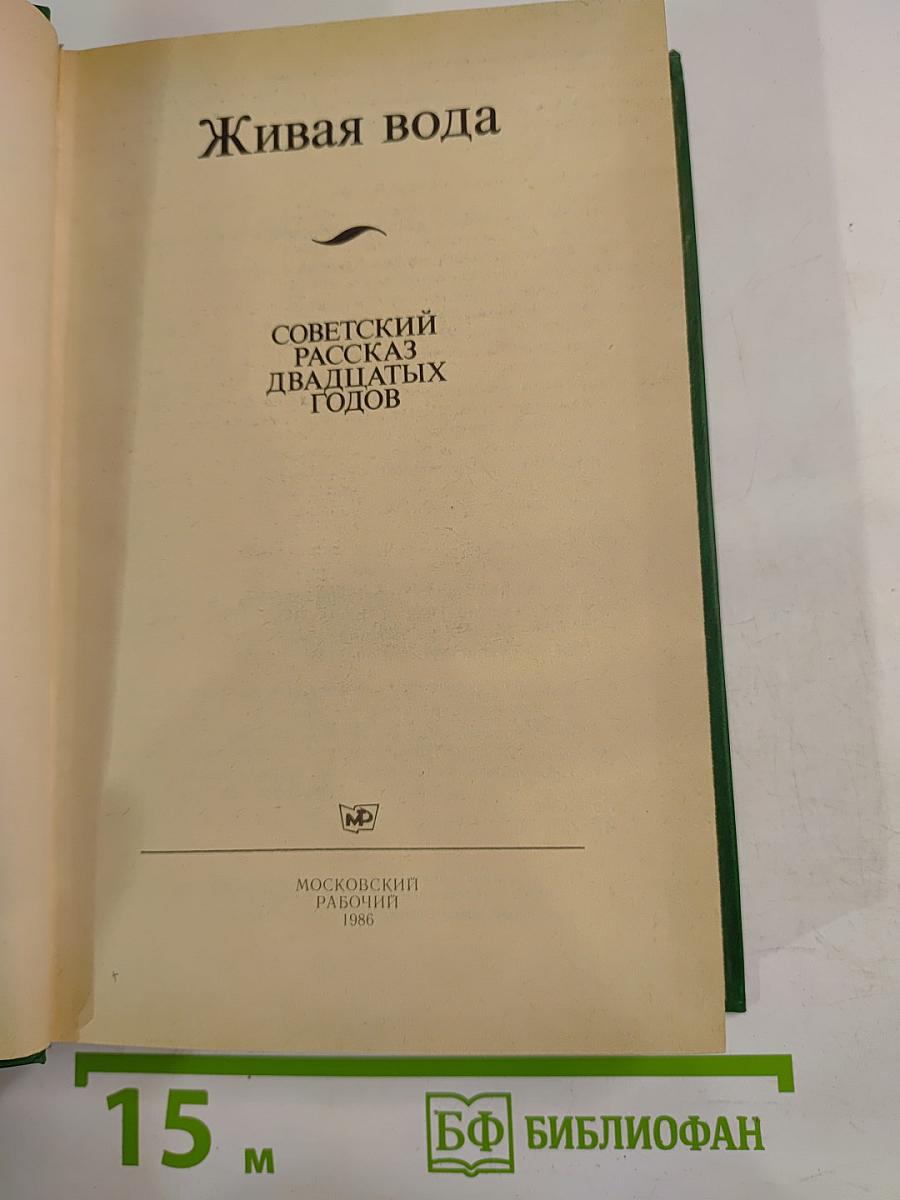 Живая вода
СОВЕТСКИЙ
РАССКАЗ
ДВАДЦАТЫХ
ГОДОВ
МР
МОСКОВСКИЙ
РАБОЧИЙ
1986
15 м
БФ БИБЛИОФАН